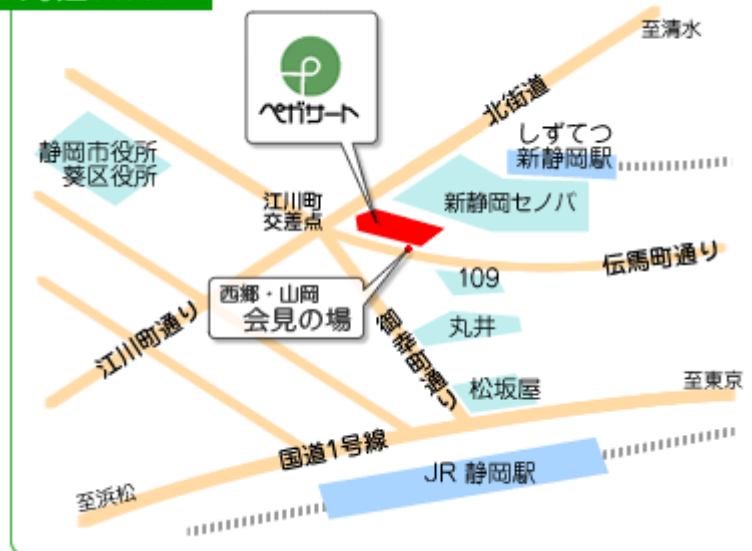 至清水
ペガサート
北街道
しずてつ
新静岡駅
静岡市役所
葵区役所
江川町
交差点
新静岡セノバ
伝馬町通り
109
西郷・山岡
会見の場
江川町通り
丸井
御幸町通り
松坂屋
至東京
国道1号線
JR 静岡駅
至浜松